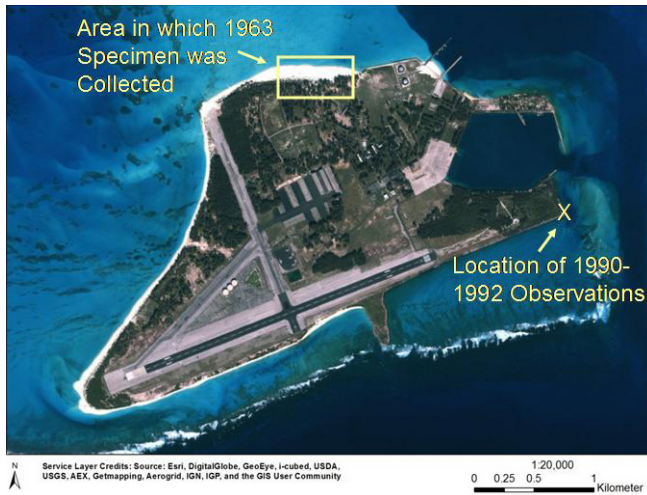 Area in which 1963
Specimen was
Collected
X
Location of 1990-
1992 Observations
N
Service Layer Credits: Source: Esri, DigitalGlobe, GeoEye, i-cubed, USDA,
USGS, AEX, Getmapping, Aerogrid, IGN, IGP, and the GIS User Community
1:20,000
0 0.25 0.5 1
Kilometer